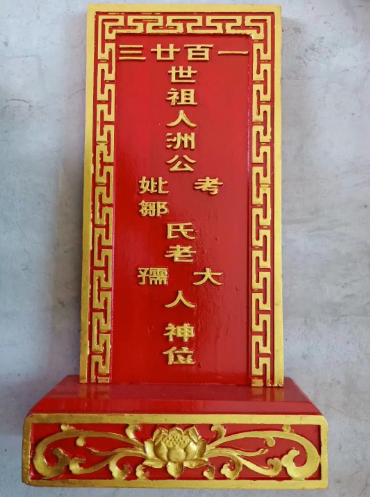 一百廿三
世祖人洲公
考
妣鄒
氏老
大
孺
人
神位